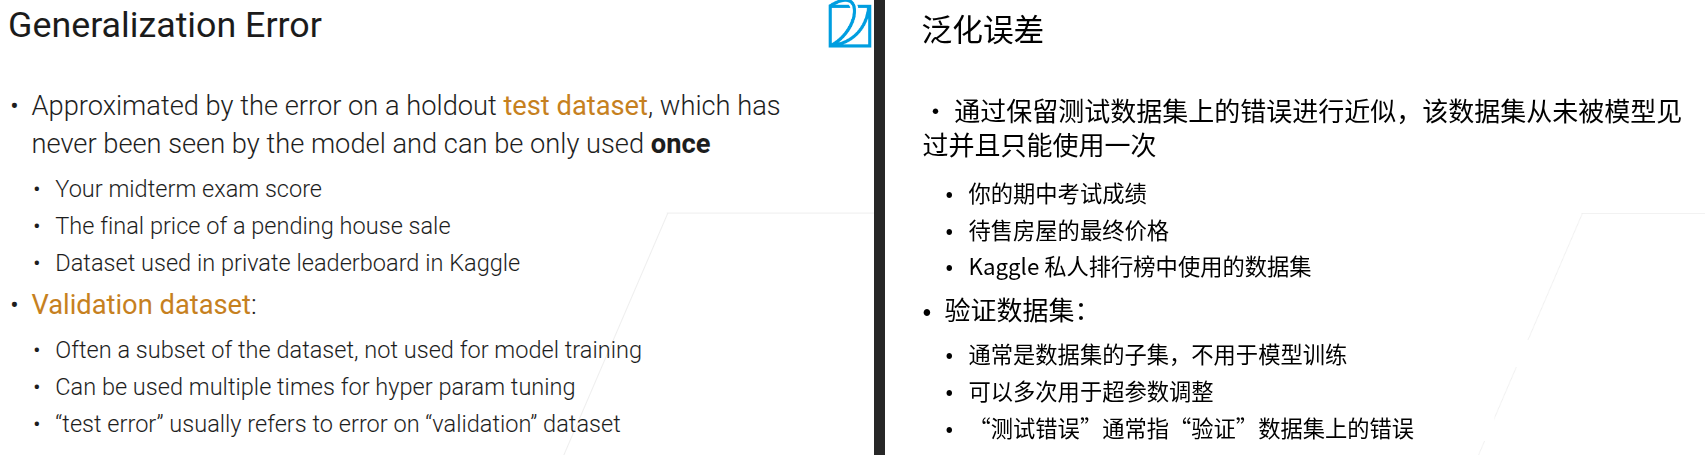 Generalization Error
• Approximated by the error on a holdout test dataset, which has
never been seen by the model and can be only used once
• Your midterm exam score
• The final price of a pending house sale
• Dataset used in private leaderboard in Kaggle
• Validation dataset:
• Often a subset of the dataset, not used for model training
• Can be used multiple times for hyper param tuning
• “test error” usually refers to error on “validation” dataset
泛化误差
• 通过保留测试数据集上的错误进行近似，该数据集从未被模型见
过并且只能使用一次
• 你的期中考试成绩
• 待售房屋的最终价格
• Kaggle 私人排行榜中使用的数据集
• 验证数据集：
• 通常是数据集的子集，不用于模型训练
• 可以多次用于超参数调整
• “测试错误”通常指“验证”数据集上的错误